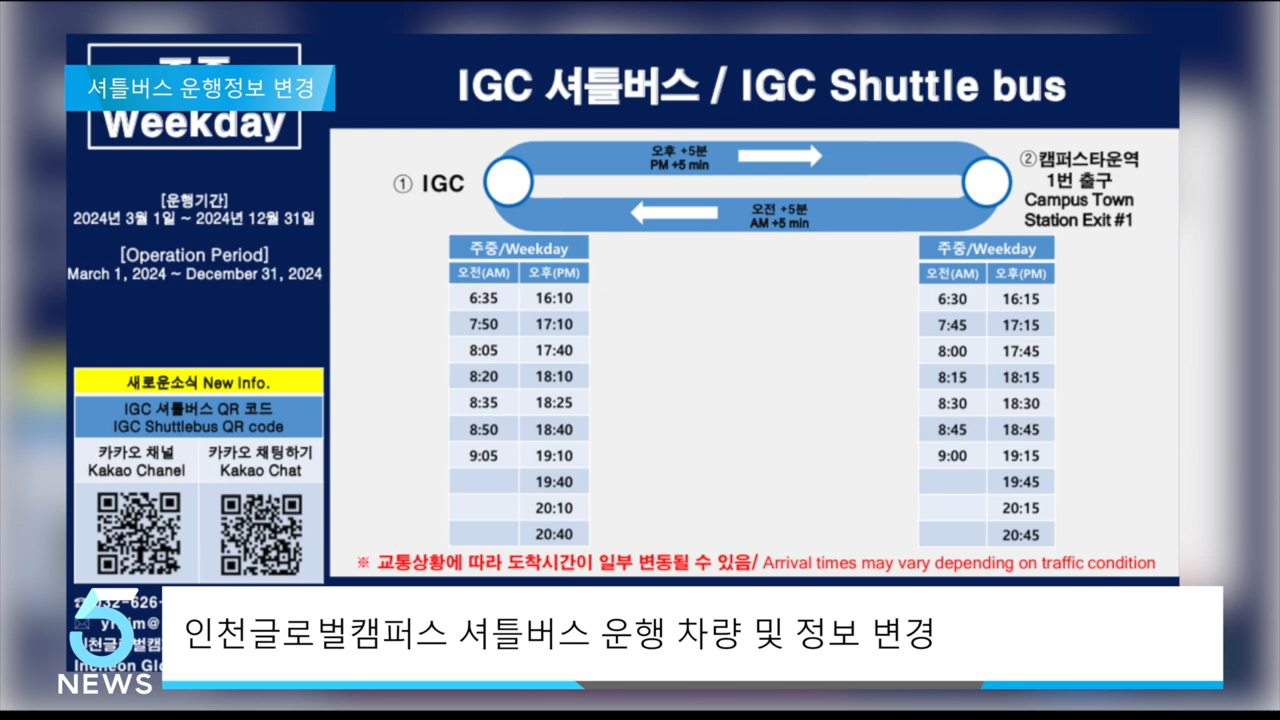 셔틀버스 운행정보 변경
Weekday
IGC 셔틀버스 / IGC Shuttle bus
[운행기간]
2024년 3월 1일 ~ 2024년 12월 31일
[Operation Period]
March 1, 2024 ~ December 31, 2024
새로운소식 New Info.
IGC 셔틀버스 QR 코드
IGC Shuttlebus QR code
카카오 채널 카카오 채팅하기
Kakao Chanel Kakao Chat
① IGC
오후 +5분
PM +5 min
오전 +5분
AM +5 min
②캠퍼스타운역
1번 출구
Campus Town
Station Exit #1
주중/Weekday
오전(AM) 오후(PM)
6:35 16:10
7:50 17:10
8:05 17:40
8:20 18:10
8:35 18:25
8:50 18:40
9:05 19:10
19:40
20:10
20:40
주중/Weekday
오전(AM) 오후(PM)
6:30 16:15
7:45 17:15
8:00 17:45
8:15 18:15
8:30 18:30
8:45 18:45
9:00 19:15
19:45
20:15
20:45
※ 교통상황에 따라 도착시간이 일부 변동될 수 있음/ Arrival times may vary depending on traffic condition
인천글로벌캠퍼스 셔틀버스 운행 차량 및 정보 변경
5
NEWS